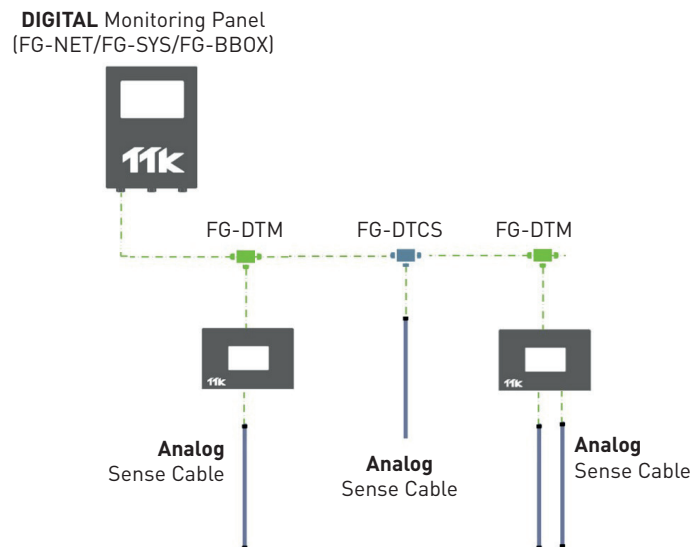 DIGITAL Monitoring Panel
(FG-NET/FG-SYS/FG-BBOX)
TTK
FG-DTM
FG-DTCS
FG-DTM
TTK
TTK
Analog
Sense Cable
Analog
Sense Cable
Analog
Sense Cable